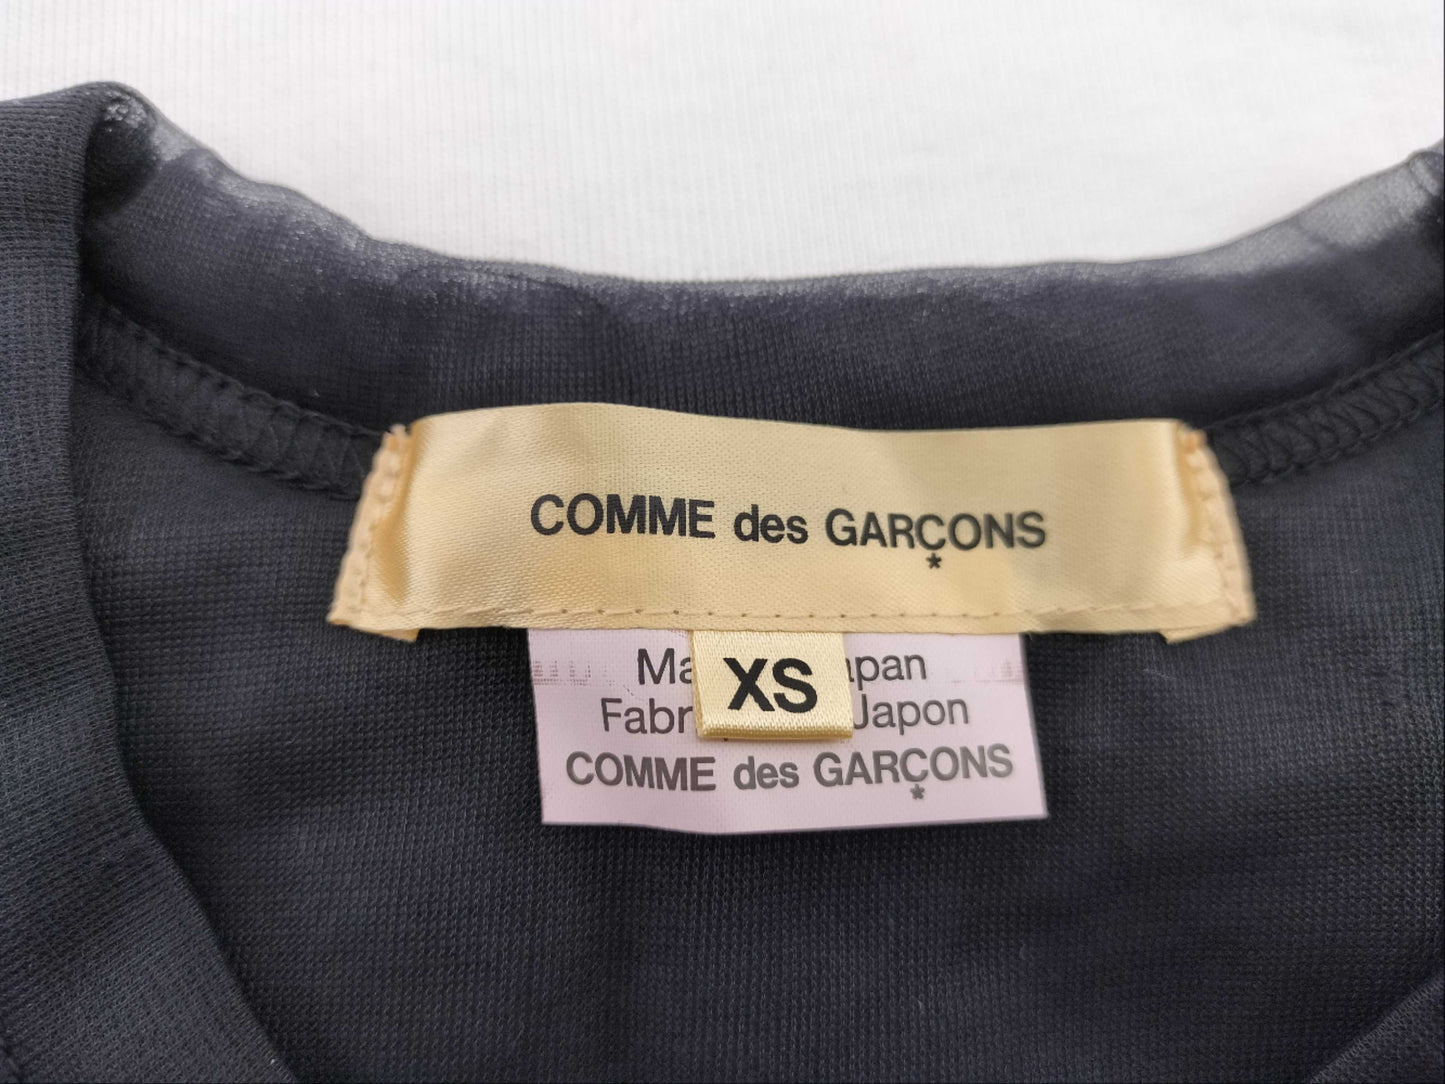 COMME des GARÇONS
*
XS
Ma apan
Fabr Japon
COMME des GARÇONS
*